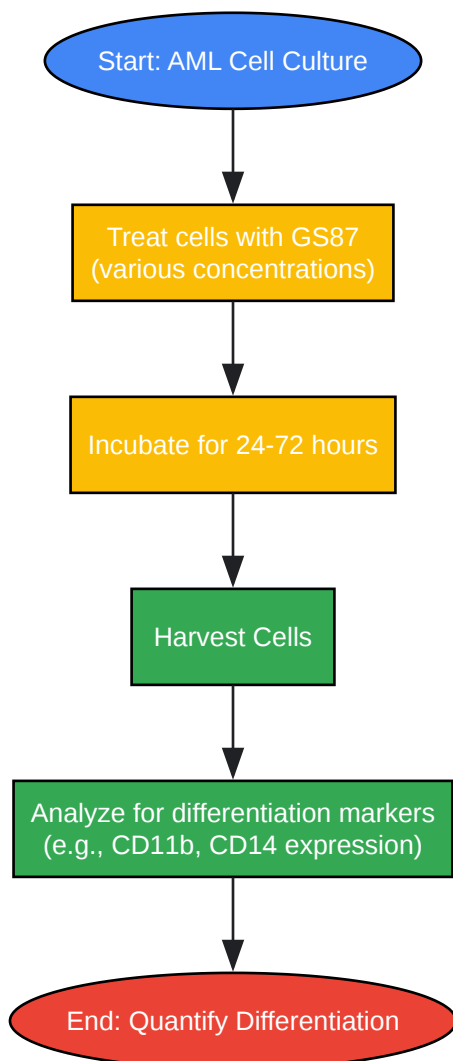 Start: AML Cell Culture
Treat cells with GS87
(various concentrations)
Incubate for 24-72 hours
Harvest Cells
Analyze for differentiation markers
(e.g., CD11b, CD14 expression)
End: Quantify Differentiation